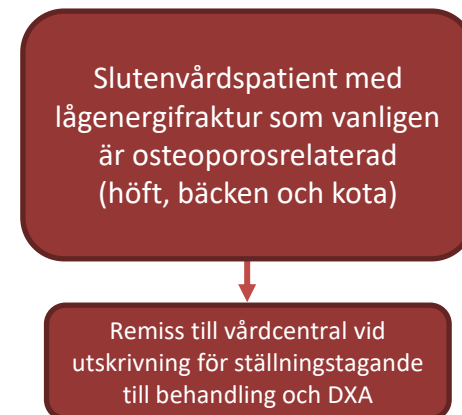 Slutenvårdspatient med
lågenergifraktur som vanligen
är osteoporosrelaterad
(höft, bäcken och kota)
Remiss till vårdcentral vid
utskrivning för ställningstagande
till behandling och DXA